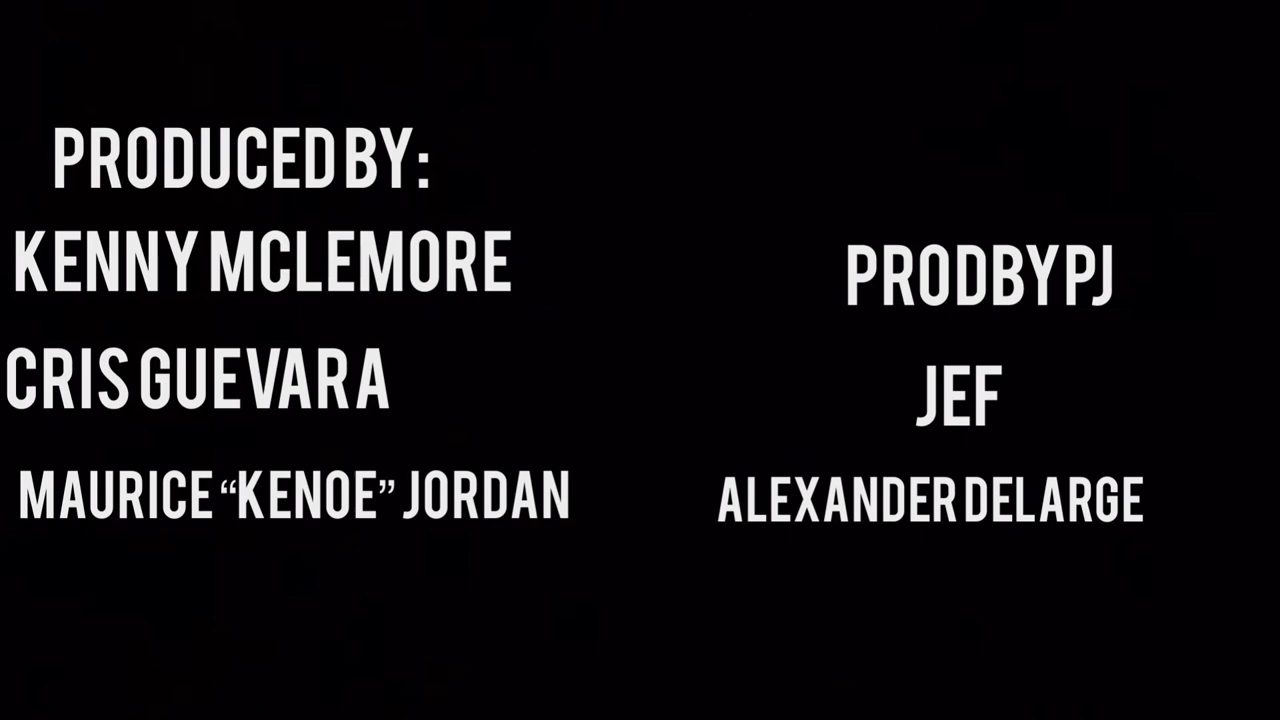 PRODUCED BY:
KENNY MCLEMORE
CRIS GUEVARA
MAURICE “KENOE” JORDAN
PRODBYPJ
JEF
ALEXANDER DELARGE